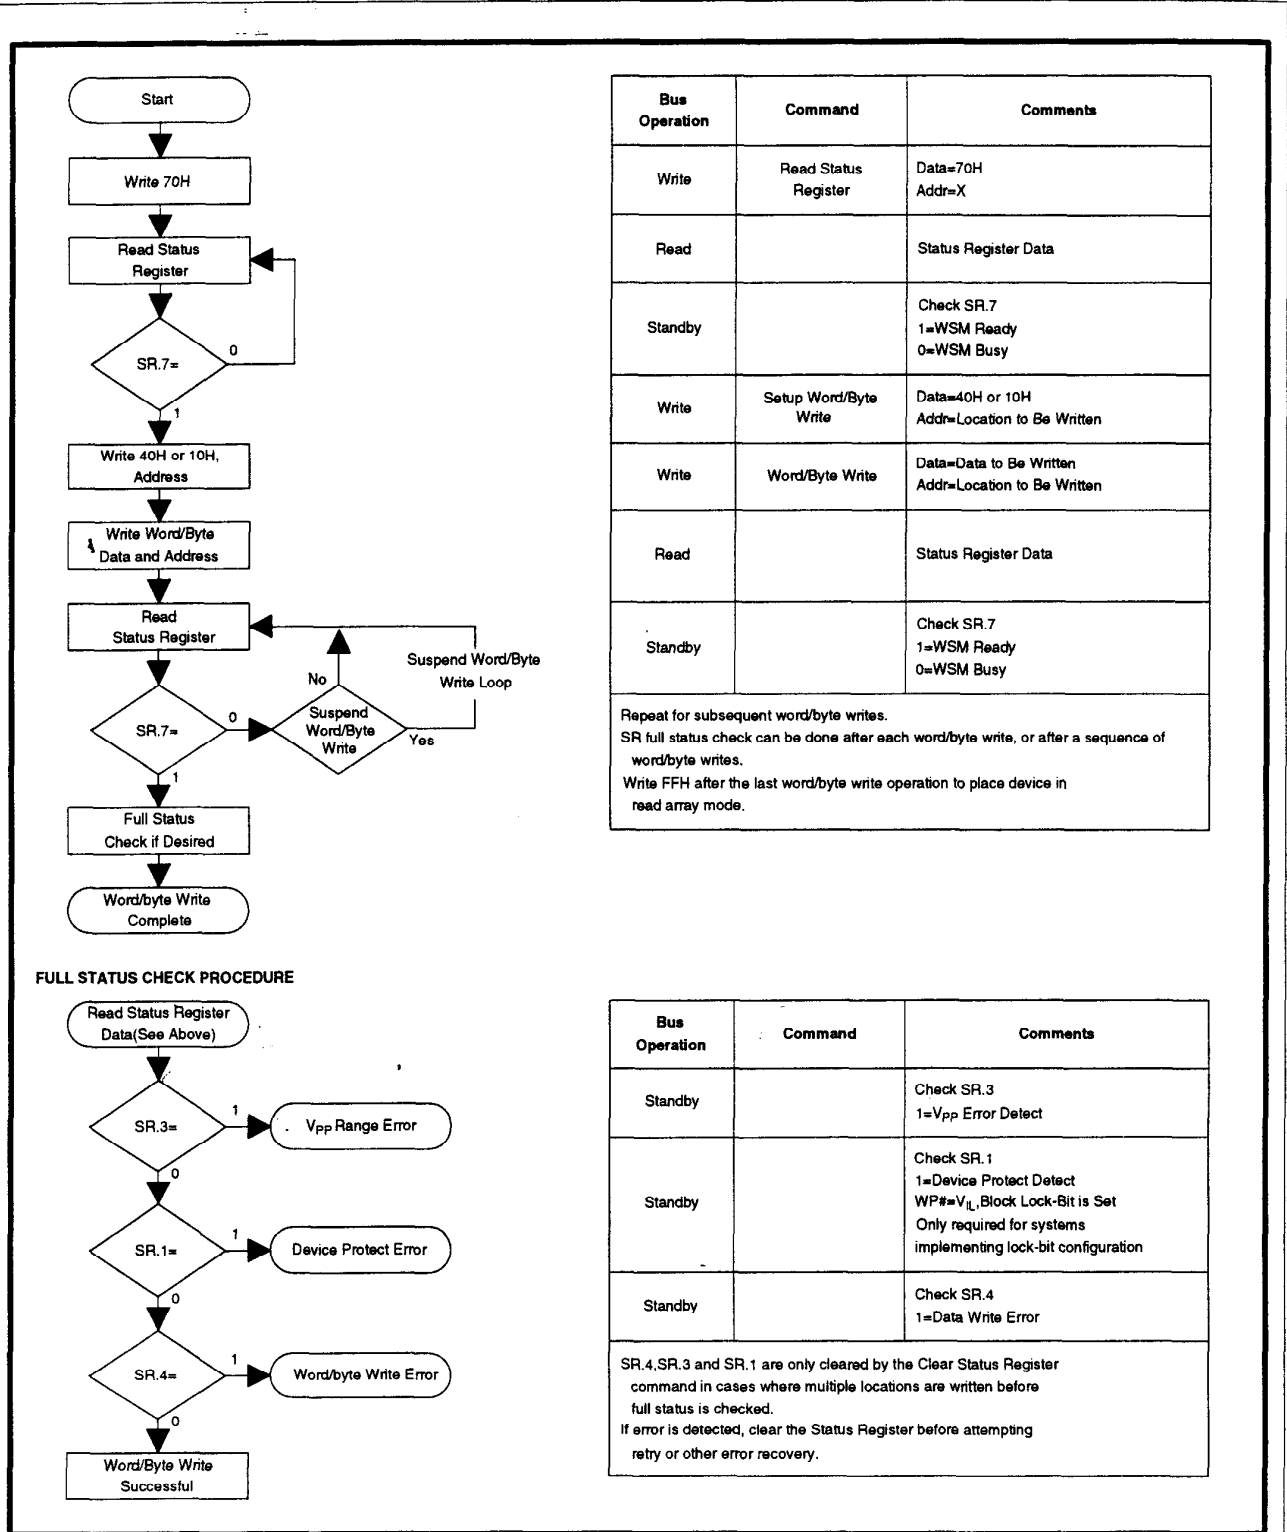 Start
Write 70H
Read Status
Register
SR.7=
0
1
Write 40H or 10H,
Address
Write Word/Byte
Data and Address
Read
Status Register
SR.7=
0
1
No
Suspend
Word/Byte
Write
Yes
Suspend Word/Byte
Write Loop
Full Status
Check if Desired
Word/byte Write
Complete
Bus
Operation
Command
Comments
Write
Read Status
Register
Data=70H
Addr=X
Read
Status Register Data
Standby
Check SR.7
1=WSM Ready
0=WSM Busy
Write
Setup Word/Byte
Write
Data=40H or 10H
Addr=Location to Be Written
Write
Word/Byte Write
Data=Data to Be Written
Addr=Location to Be Written
Read
Status Register Data
Standby
Check SR.7
1=WSM Ready
0=WSM Busy
Repeat for subsequent word/byte writes.
SR full status check can be done after each word/byte write, or after a sequence of
word/byte writes.
Write FFH after the last word/byte write operation to place device in
read array mode.
FULL STATUS CHECK PROCEDURE
Read Status Register
Data(See Above)
SR.3=
1
VPP Range Error
0
SR.1=
1
Device Protect Error
0
SR.4=
1
Word/byte Write Error
0
Word/Byte Write
Successful
Bus
Operation
Command
Comments
Standby
Check SR.3
1=VPP Error Detect
Standby
Check SR.1
1=Device Protect Detect
WP#=VIL,Block Lock-Bit is Set
Only required for systems
implementing lock-bit configuration
Standby
Check SR.4
1=Data Write Error
SR.4,SR.3 and SR.1 are only cleared by the Clear Status Register
command in cases where multiple locations are written before
full status is checked.
If error is detected, clear the Status Register before attempting
retry or other error recovery.